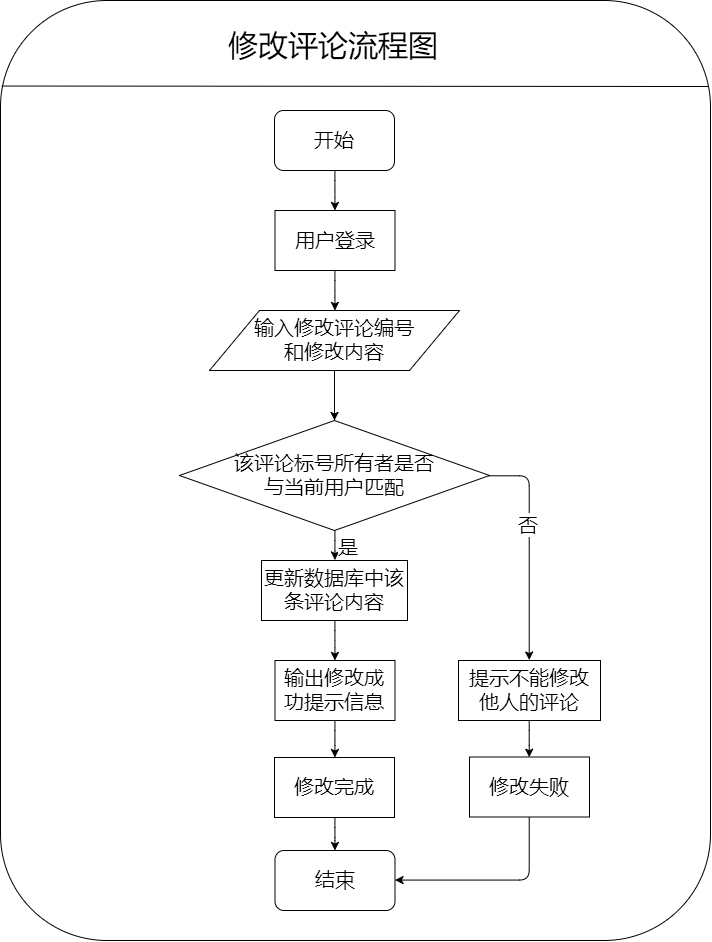 修改评论流程图
开始
用户登录
输入修改评论编号
和修改内容
该评论标号所有者是否
与当前用户匹配
否
是
更新数据库中该
条评论内容
输出修改成
功提示信息
提示不能修改
他人的评论
修改完成
修改失败
结束